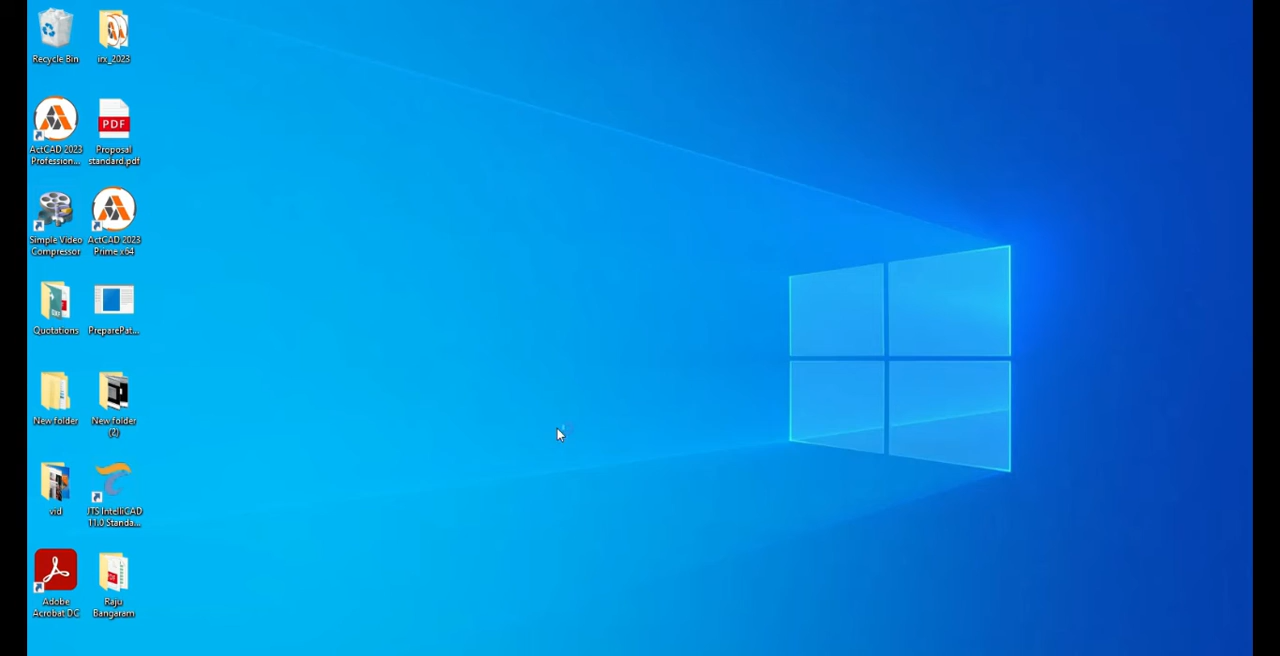 Recycle Bin
irx_2023
ActCAD 2023
Profession...
PDF
Proposal
standard.pdf
Simple Video
Compressor
ActCAD 2023
Prime x64
Quotations
PreparePat...
New folder
New folder
(2)
vid
JTS IntelliCAD
11.0 Standa...
Adobe
Acrobat DC
Raju
Bangaram